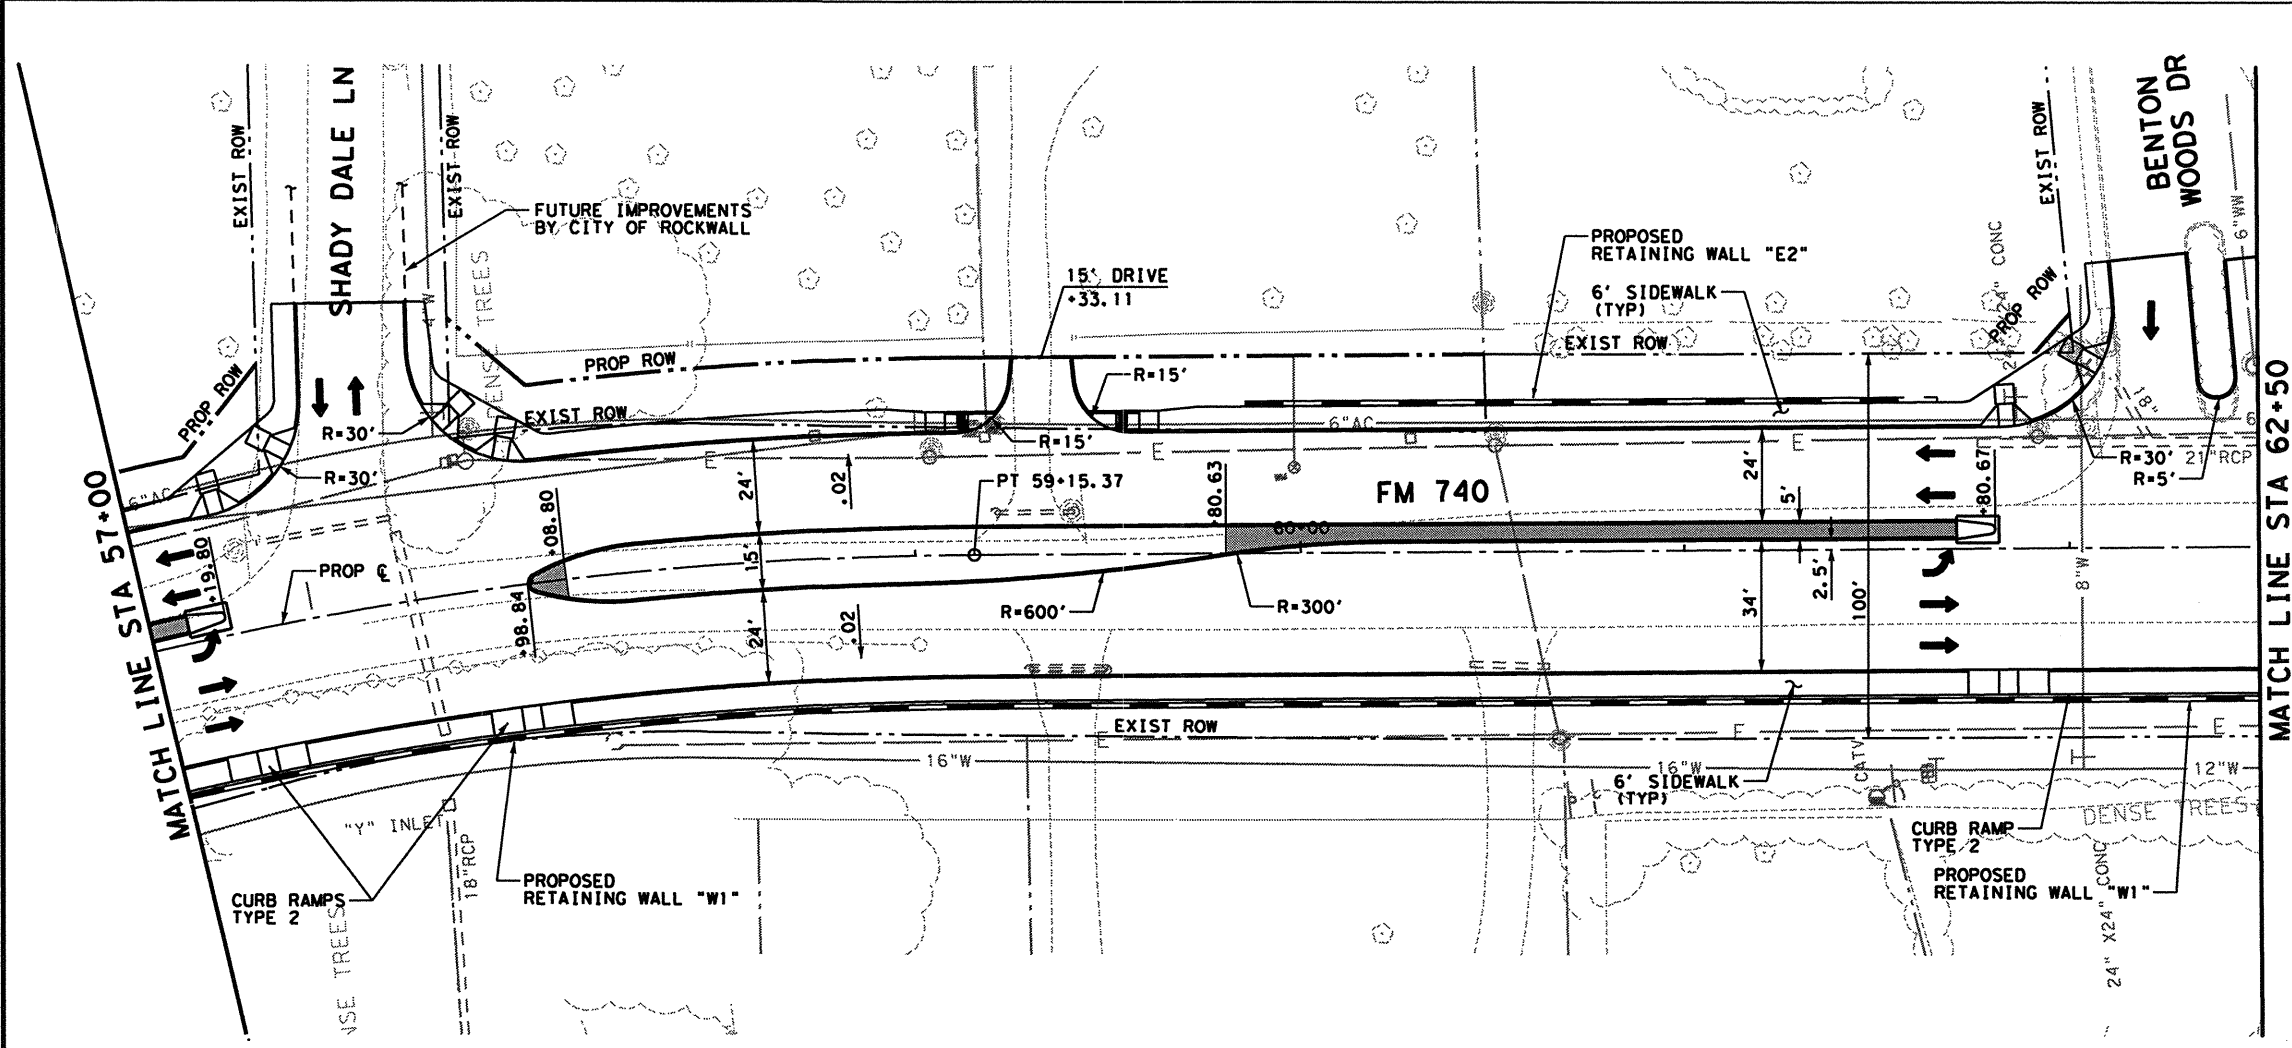 SHADY DALE LN
BENTON
WOODS DR
EXIST ROW
EXIST ROW
EXIST ROW
FUTURE IMPROVEMENTS
BY CITY OF ROCKWALL
15' DRIVE
+33.11
PROPOSED
RETAINING WALL "E2"
6' SIDEWALK
(TYP)
24" CONC
6"WW
PROP ROW
PROP ROW
PROP ROW
EXIST ROW
EXIST ROW
R=15'
R=15'
R=30'
R=30'
6"AC
6"AC
E
E
E
18"
R=30'
21"RCP
R=5'
MATCH LINE STA 57+00
MATCH LINE STA 62+50
+19.80
PROP ℄
+08.80
+98.84
24'
15'
24'
.02
.02
PT 59+15.37
+80.63
60+00
FM 740
R=600'
R=300'
24'
5'
34'
2.5'
100'
+80.67
8"W
EXIST ROW
E
E
E
16"W
16"W
12"W
6' SIDEWALK
(TYP)
CATV
"Y" INLET
18"RCP
CURB RAMPS
TYPE 2
PROPOSED
RETAINING WALL "W1"
CURB RAMP
TYPE 2
DENSE TREES
PROPOSED
RETAINING WALL "W1"
24" X24" CONC